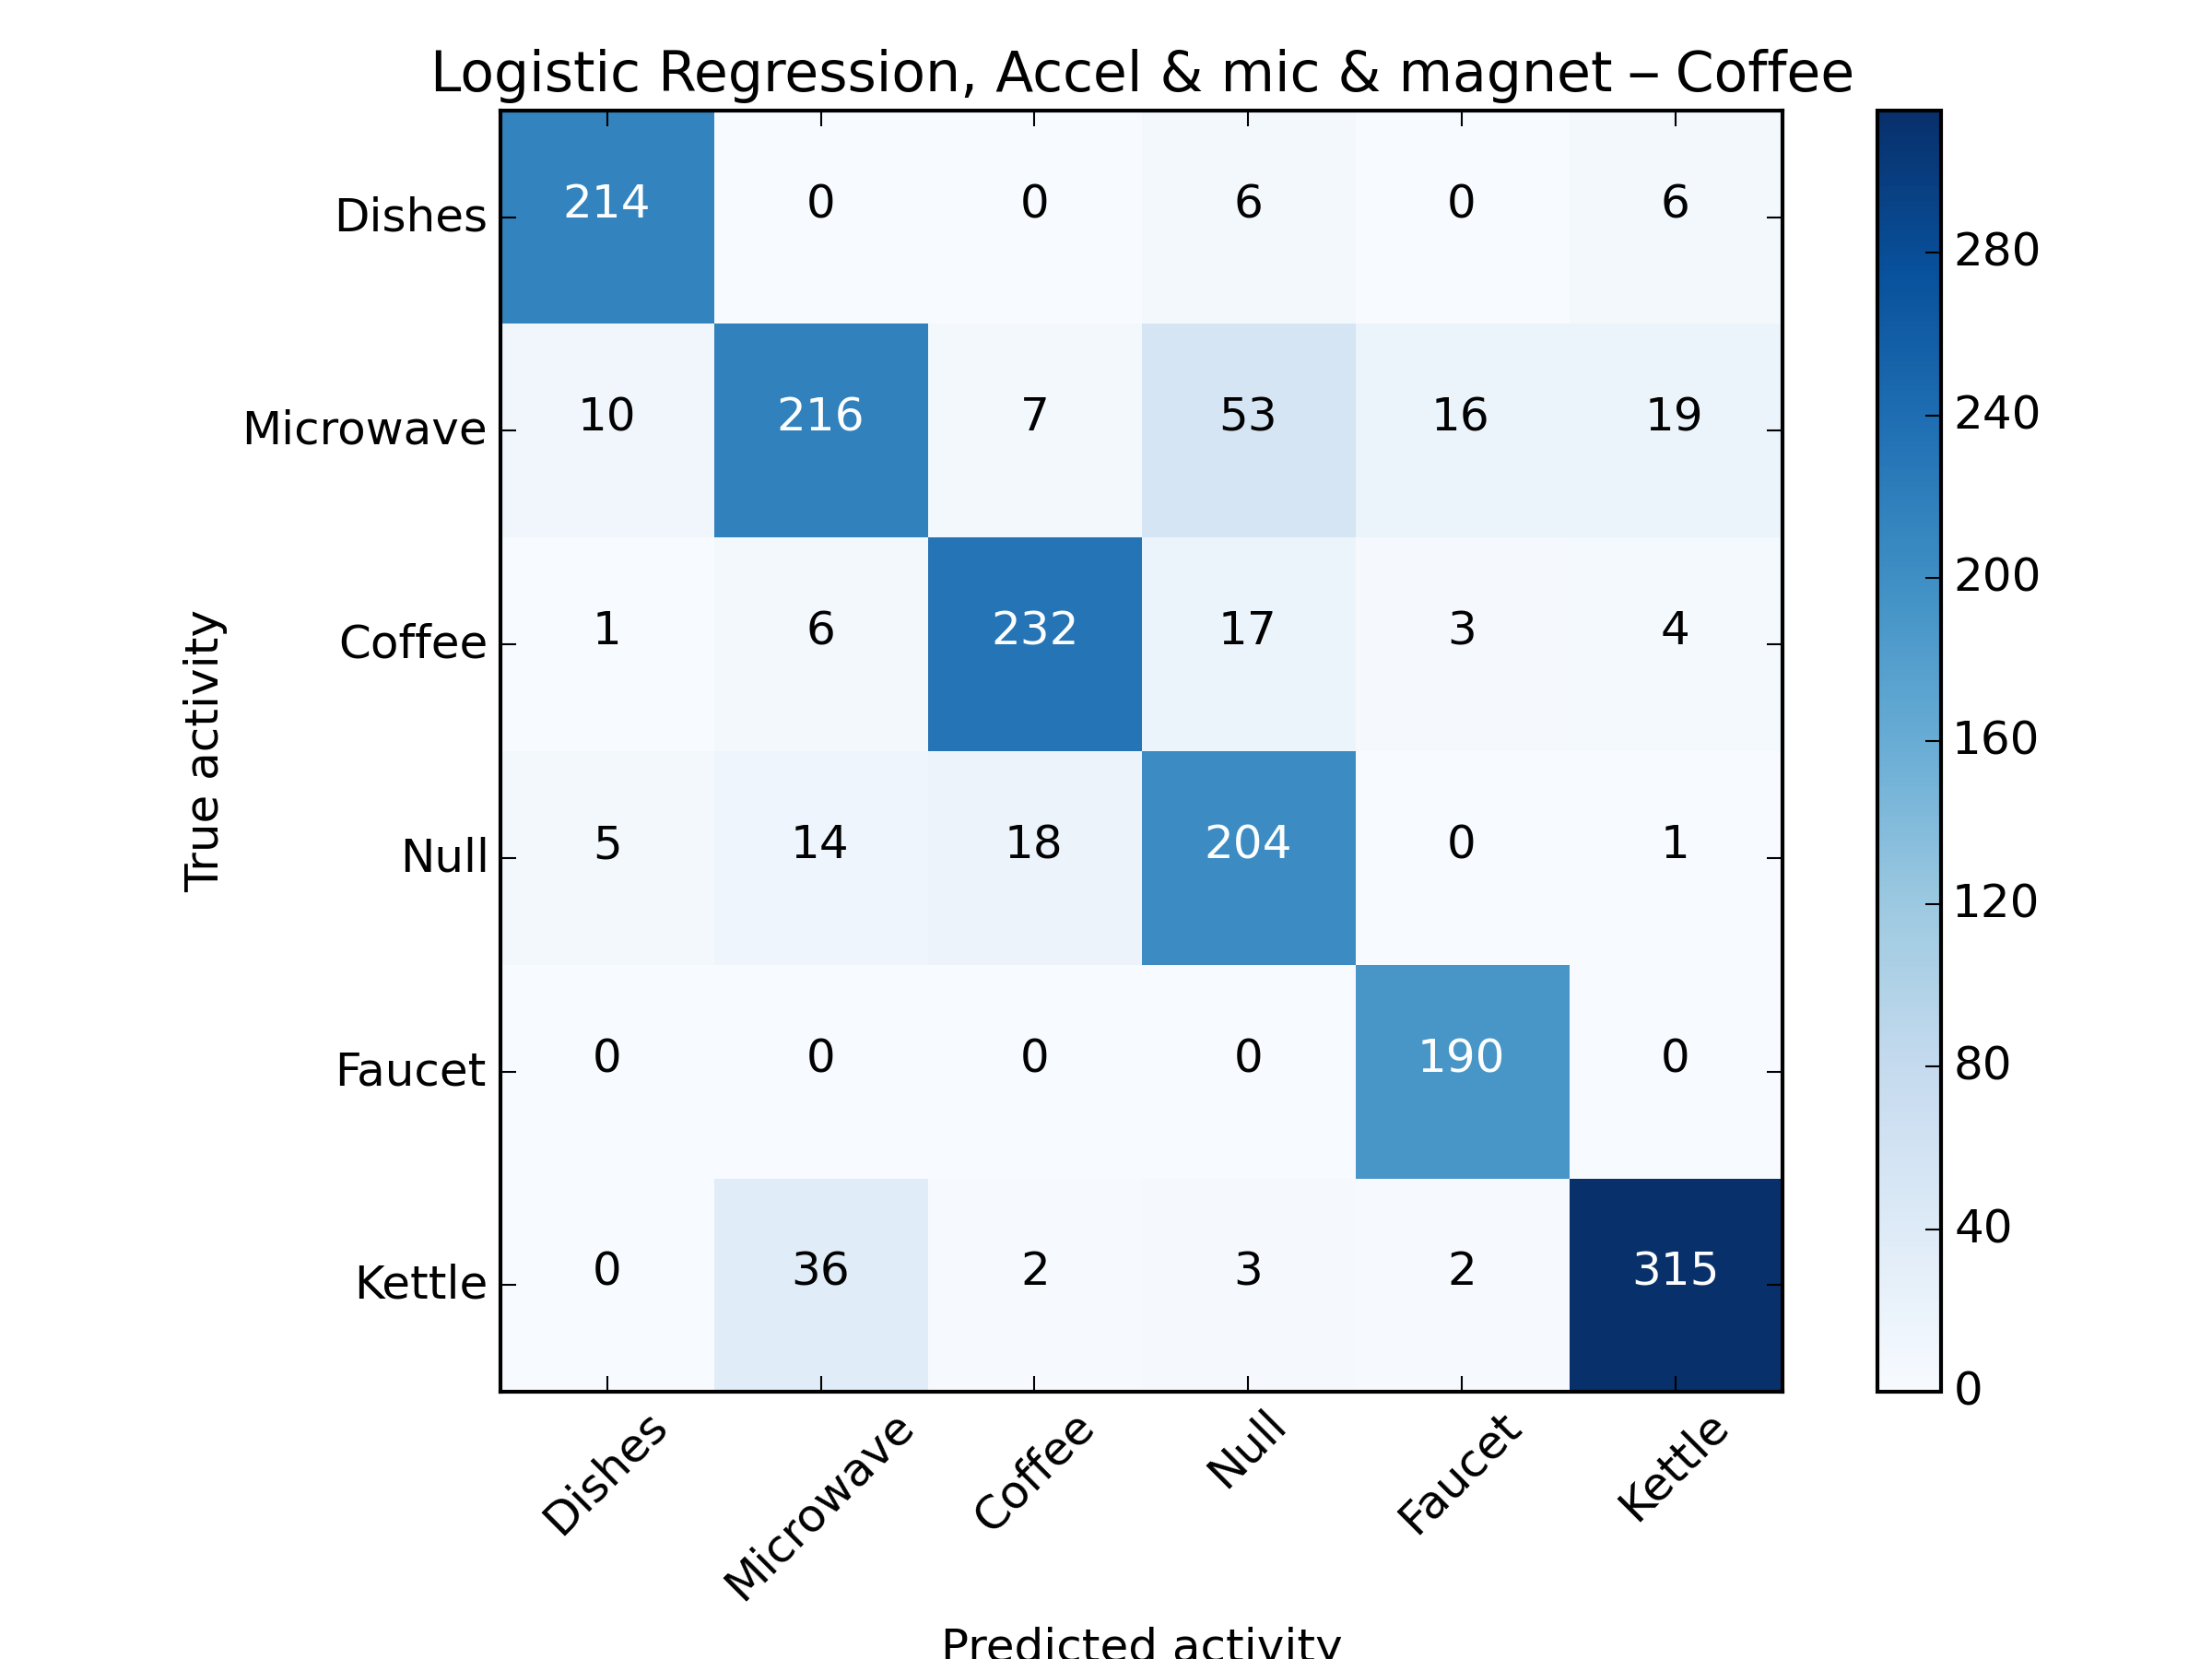 Logistic Regression, Accel & mic & magnet – Coffee
Dishes 214 0 0 6 0 6
Microwave 10 216 7 53 16 19
Coffee 1 6 232 17 3 4
Null 5 14 18 204 0 1
Faucet 0 0 0 0 190 0
Kettle 0 36 2 3 2 315
True activity
Dishes Microwave Coffee Null Faucet Kettle
Predicted activity
280
240
200
160
120
80
40
0